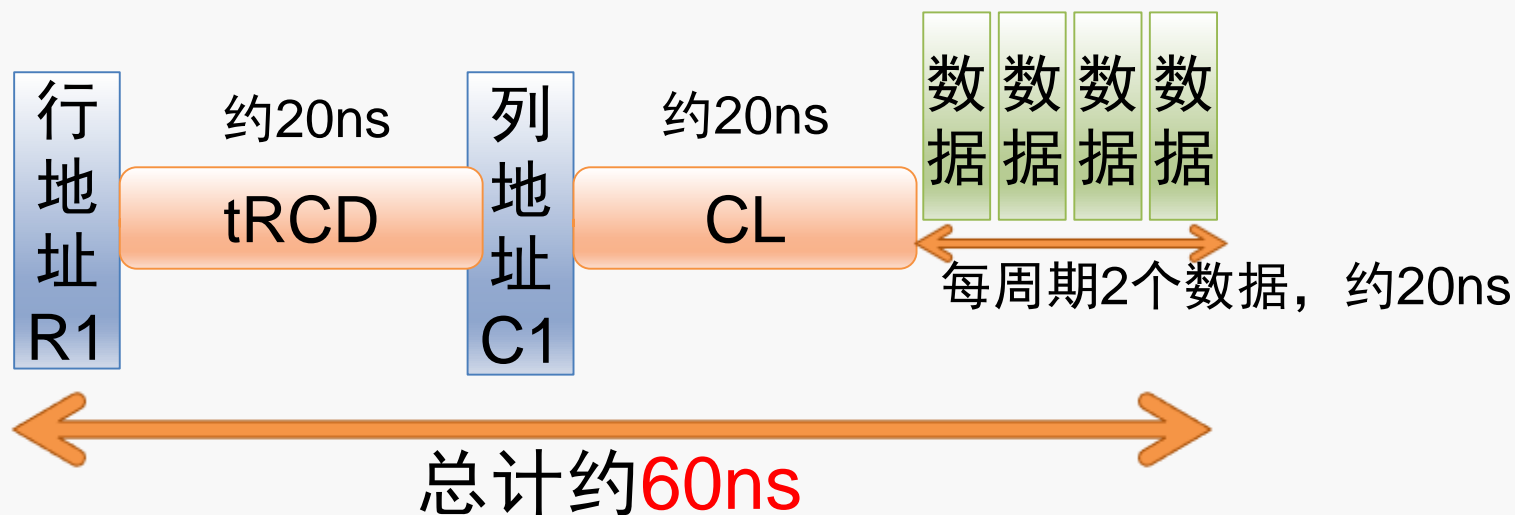 行地址R1
约20ns
tRCD
列地址C1
约20ns
CL
数据
数据
数据
数据
每周期2个数据，约20ns
总计约60ns